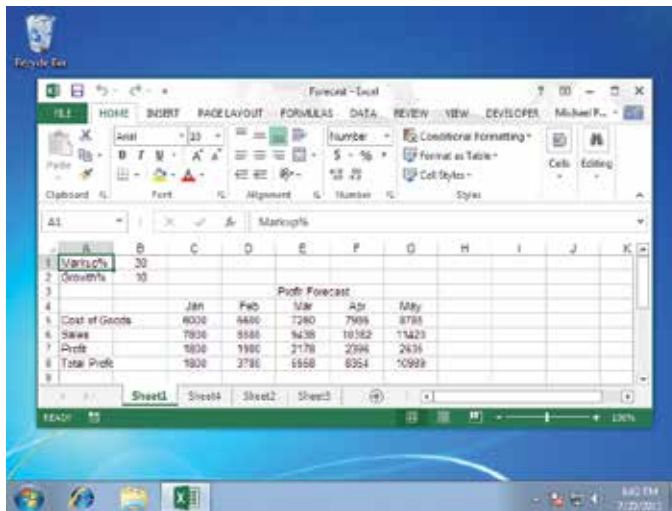 Recycle Bin
Forecast - Excel
FILE HOME INSERT PAGE LAYOUT FORMULAS DATA REVIEW VIEW DEVELOPER Michael P...
Paste
Arial 10
B I U
A A A
Number
$ - % ,
Conditional Formatting
Format as Table
Cell Styles
Cells
Editing
Clipboard Font Alignment Number Styles
A1 fx Markup%
A B C D E F G H I J K
1 Markup% 30
2 Growth% 10
3 Profit Forecast
4 Jan Feb Mar Apr May
5 Cost of Goods 6000 6600 7260 7986 8785
6 Sales 7800 8580 9438 10382 11420
7 Profit 1800 1980 2178 2396 2635
8 Total Profit 1800 3780 5958 8354 10989
9
Sheet1 Sheet4 Sheet2 Sheet3
READY 100%